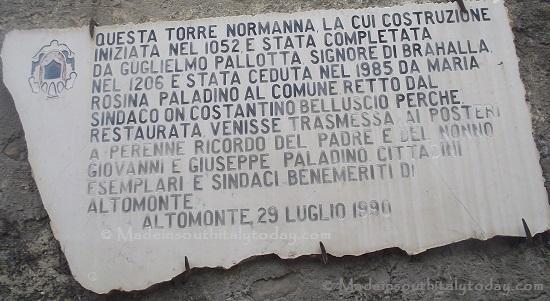 QUESTA TORRE NORMANNA, LA CUI COSTRUZIONE
INIZIATA NEL 1052, E STATA COMPLETATA
DA GUGLIELMO PALLOTTA, SIGNORE DI BRAHALLA,
NEL 1206 E STATA CEDUTA NEL 1985 DA MARIA
ROSINA PALADINO AL COMUNE RETTO DAL
SINDACO ON COSTANTINO BELLUSCIO PERCHE,
RESTAURATA, VENISSE TRASMESSA AI POSTERI
A PERENNE RICORDO DEL PADRE E DEL NONNO
GIOVANNI E GIUSEPPE PALADINO CITTADINI
ESEMPLARI E SINDACI BENEMERITI DI
ALTOMONTE.
ALTOMONTE, 29 LUGLIO 1990
© Madeinsouthitalytoday.com
© Madeinsouthitalytoday.com